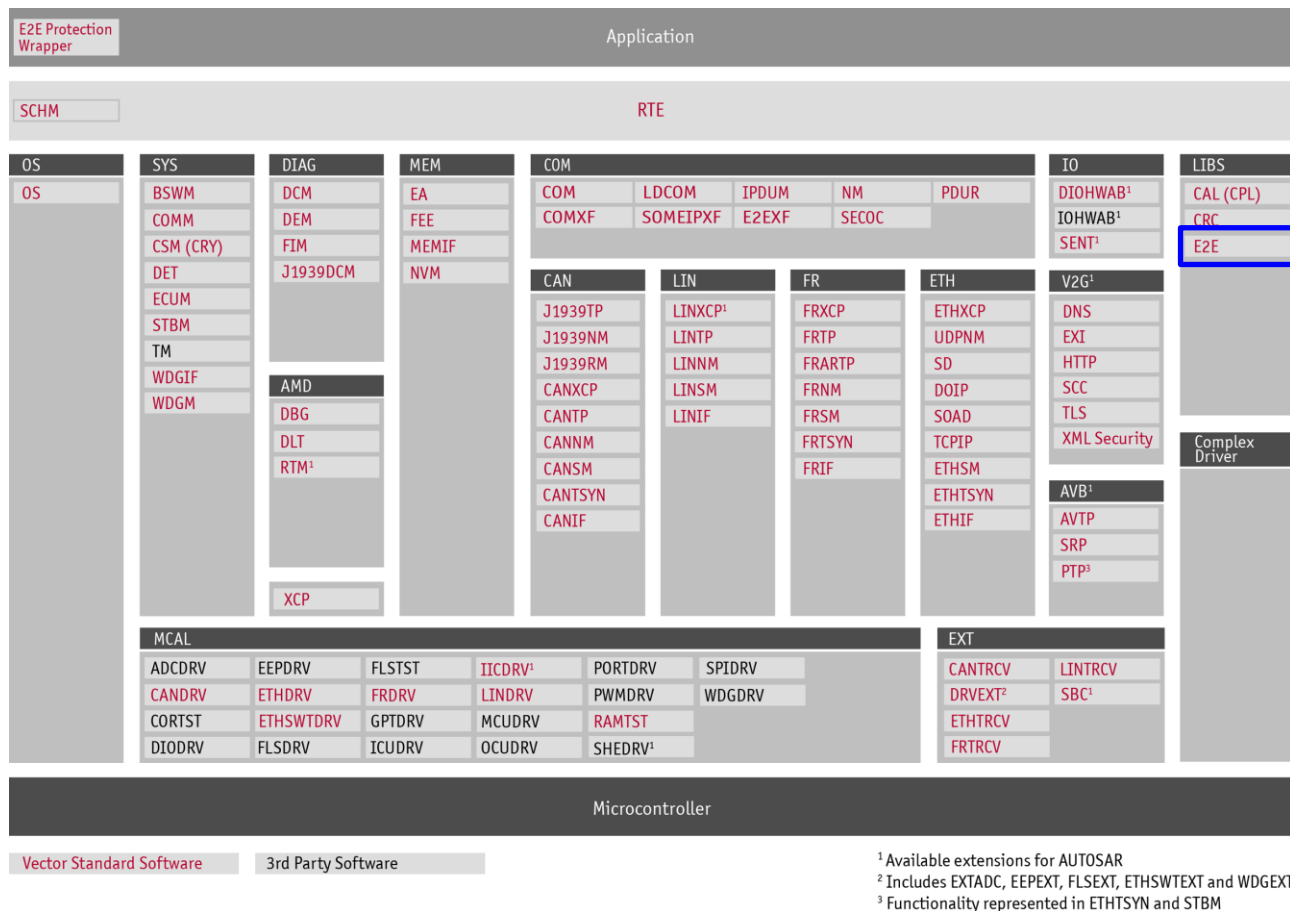 E2E Protection
Wrapper
Application
SCHM
RTE
OS
OS
SYS
BSWM
COMM
CSM (CRY)
DET
ECUM
STBM
TM
WDGIF
WDGM
DIAG
DCM
DEM
FIM
J1939DCM
AMD
DBG
DLT
RTM¹
XCP
MEM
EA
FEE
MEMIF
NVM
COM
COM LDCOM IPDUM NM PDUR
COMXF SOMEIPXF E2EXF SECOC
CAN
J1939TP
J1939NM
J1939RM
CANXCP
CANTP
CANNM
CANSM
CANTSYN
CANIF
LIN
LINXCP¹
LINTP
LINNM
LINSM
LINIF
FR
FRXCP
FRTP
FRARTP
FRNM
FRSM
FRTSYN
FRIF
ETH
ETHXCP
UDPNM
SD
DOIP
SOAD
TCPIP
ETHSM
ETHTSYN
ETHIF
IO
DIOHWAB¹
IOHWAB¹
SENT¹
V2G¹
DNS
EXI
HTTP
SCC
TLS
XML Security
AVB¹
AVTP
SRP
PTP³
LIBS
CAL (CPL)
CRC
E2E
Complex
Driver
MCAL
ADCDRV EEPDRV FLSTST IICDRV¹ PORTDRV SPIDRV
CANDRV ETHDRV FRDRV LINDRV PWMDRV WDGDRV
CORTST ETHSWTDRV GPTDRV MCUDRV RAMTST
DIODRV FLSDRV ICUDRV OCUDRV SHEDRV¹
EXT
CANTRCV LINTRCV
DRVEXT² SBC¹
ETHTRCV
FRTRCV
Microcontroller
Vector Standard Software
3rd Party Software
¹ Available extensions for AUTOSAR
² Includes EXTADC, EEPEXT, FLSEXT, ETHSWTEXT and WDGEXT
³ Functionality represented in ETHTSYN and STBM